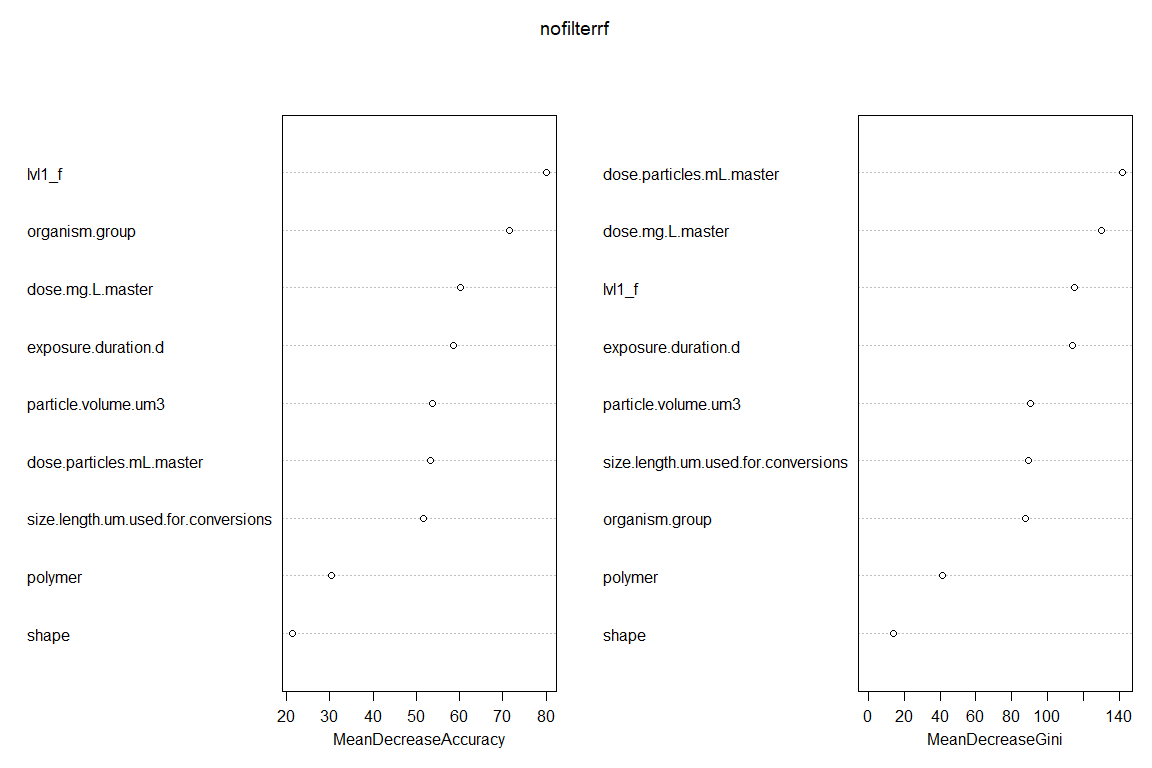 nofilterrf
lvl1_f
organism.group
dose.mg.L.master
exposure.duration.d
particle.volume.um3
dose.particles.mL.master
size.length.um.used.for.conversions
polymer
shape
20 30 40 50 60 70 80
MeanDecreaseAccuracy
dose.particles.mL.master
dose.mg.L.master
lvl1_f
exposure.duration.d
particle.volume.um3
size.length.um.used.for.conversions
organism.group
polymer
shape
0 20 40 60 80 100 140
MeanDecreaseGini